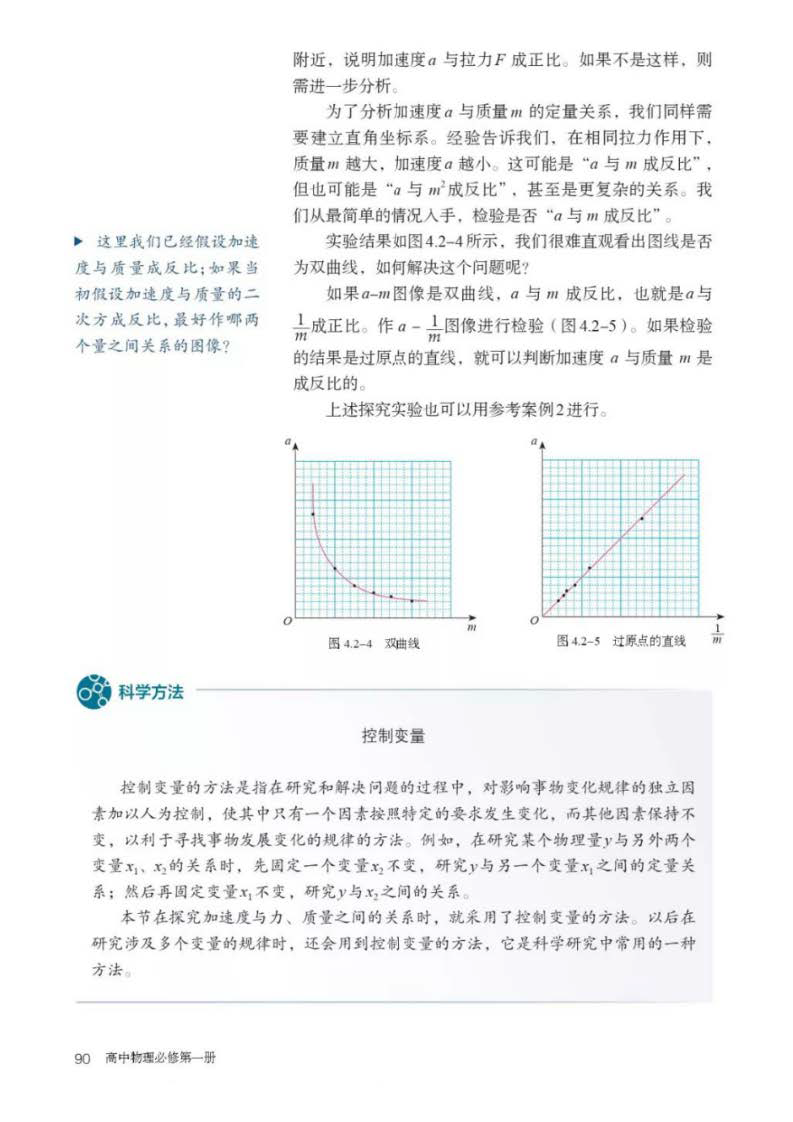 附近，说明加速度a 与拉力F 成正比。如果不是这样，则
需进一步分析。
为了分析加速度a 与质量m 的定量关系，我们同样需
要建立直角坐标系。经验告诉我们，在相同拉力作用下，
质量m 越大，加速度a 越小。这可能是“a 与 m 成反比”，
但也可能是“a 与 m²成反比”，甚至是更复杂的关系。我
们从最简单的情况入手，检验是否“a 与 m 成反比”。
▶ 这里我们已经假设加速
度与质量成反比；如果当
初假设加速度与质量的二
次方成反比，最好作哪两
个量之间关系的图像？
实验结果如图4.2–4所示，我们很难直观看出图线是否
为双曲线，如何解决这个问题呢？
如果a–m图像是双曲线，a 与 m 成反比，也就是a与
1/m成正比。作 a – 1/m图像进行检验（图4.2–5）。如果检验
的结果是过原点的直线，就可以判断加速度 a 与质量 m 是
成反比的。
上述探究实验也可以用参考案例2进行。
a
O
m
图 4.2–4 双曲线
a
O
1/m
图 4.2–5 过原点的直线
科学方法
控制变量
控制变量的方法是指在研究和解决问题的过程中，对影响事物变化规律的独立因
素加以人为控制，使其中只有一个因素按照特定的要求发生变化，而其他因素保持不
变，以利于寻找事物发展变化的规律的方法。例如，在研究某个物理量y与另外两个
变量x₁、x₂的关系时，先固定一个变量x₂不变，研究y与另一个变量x₁之间的定量关
系；然后再固定变量x₁不变，研究y与x₂之间的关系。
本节在探究加速度与力、质量之间的关系时，就采用了控制变量的方法。以后在
研究涉及多个变量的规律时，还会用到控制变量的方法，它是科学研究中常用的一种
方法。
90 高中物理必修第一册